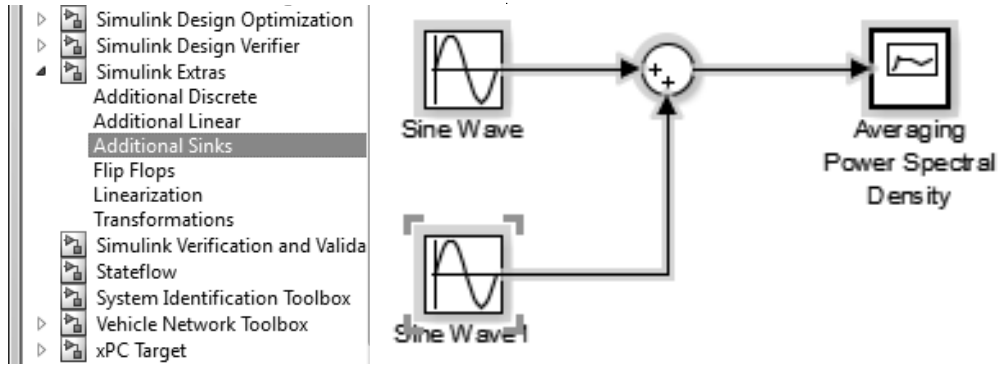 Simulink Design Optimization
Simulink Design Verifier
Simulink Extras
Additional Discrete
Additional Linear
Additional Sinks
Flip Flops
Linearization
Transformations
Simulink Verification and Valida
Stateflow
System Identification Toolbox
Vehicle Network Toolbox
xPC Target
Sine Wave
Averaging
Power Spectral
Density
Sine Wave1